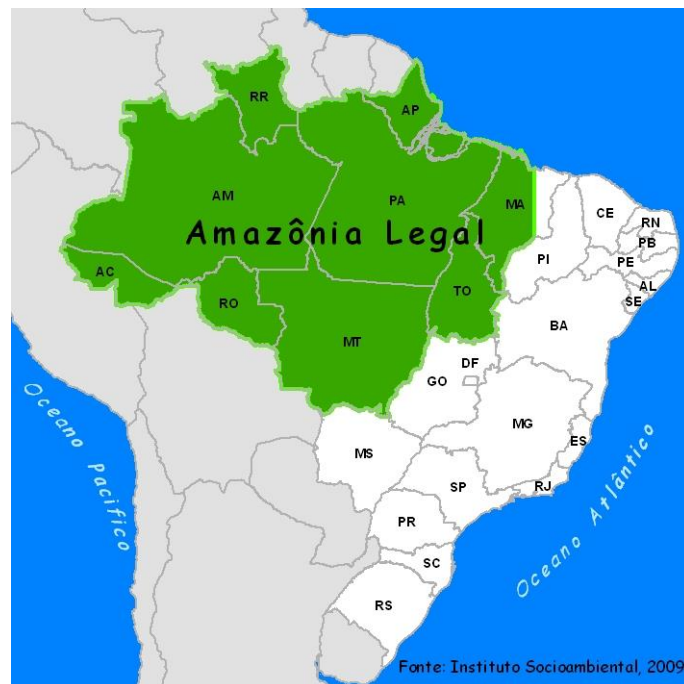 RR
AP
AM
PA
MA
Amazônia Legal
CE
RN
PB
PE
PI
AL
SE
AC
RO
TO
MT
BA
DF
GO
MG
ES
MS
SP
RJ
PR
SC
RS
Oceano Pacífico
Oceano Atlântico
Fonte: Instituto Socioambiental, 2009